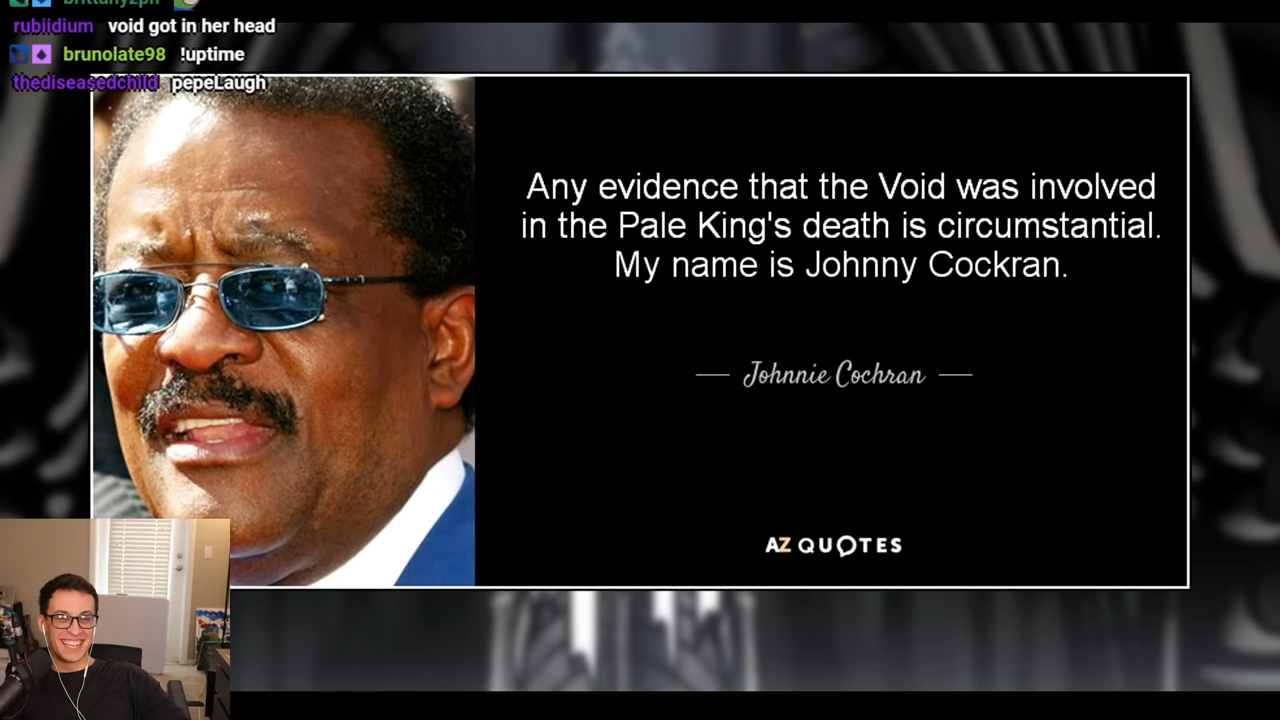 rubiidium void got in her head
brunolate98 !uptime
thediseasedchild pepeLaugh
Any evidence that the Void was involved
in the Pale King's death is circumstantial.
My name is Johnny Cockran.
Johnnie Cochran
AZ QUOTES